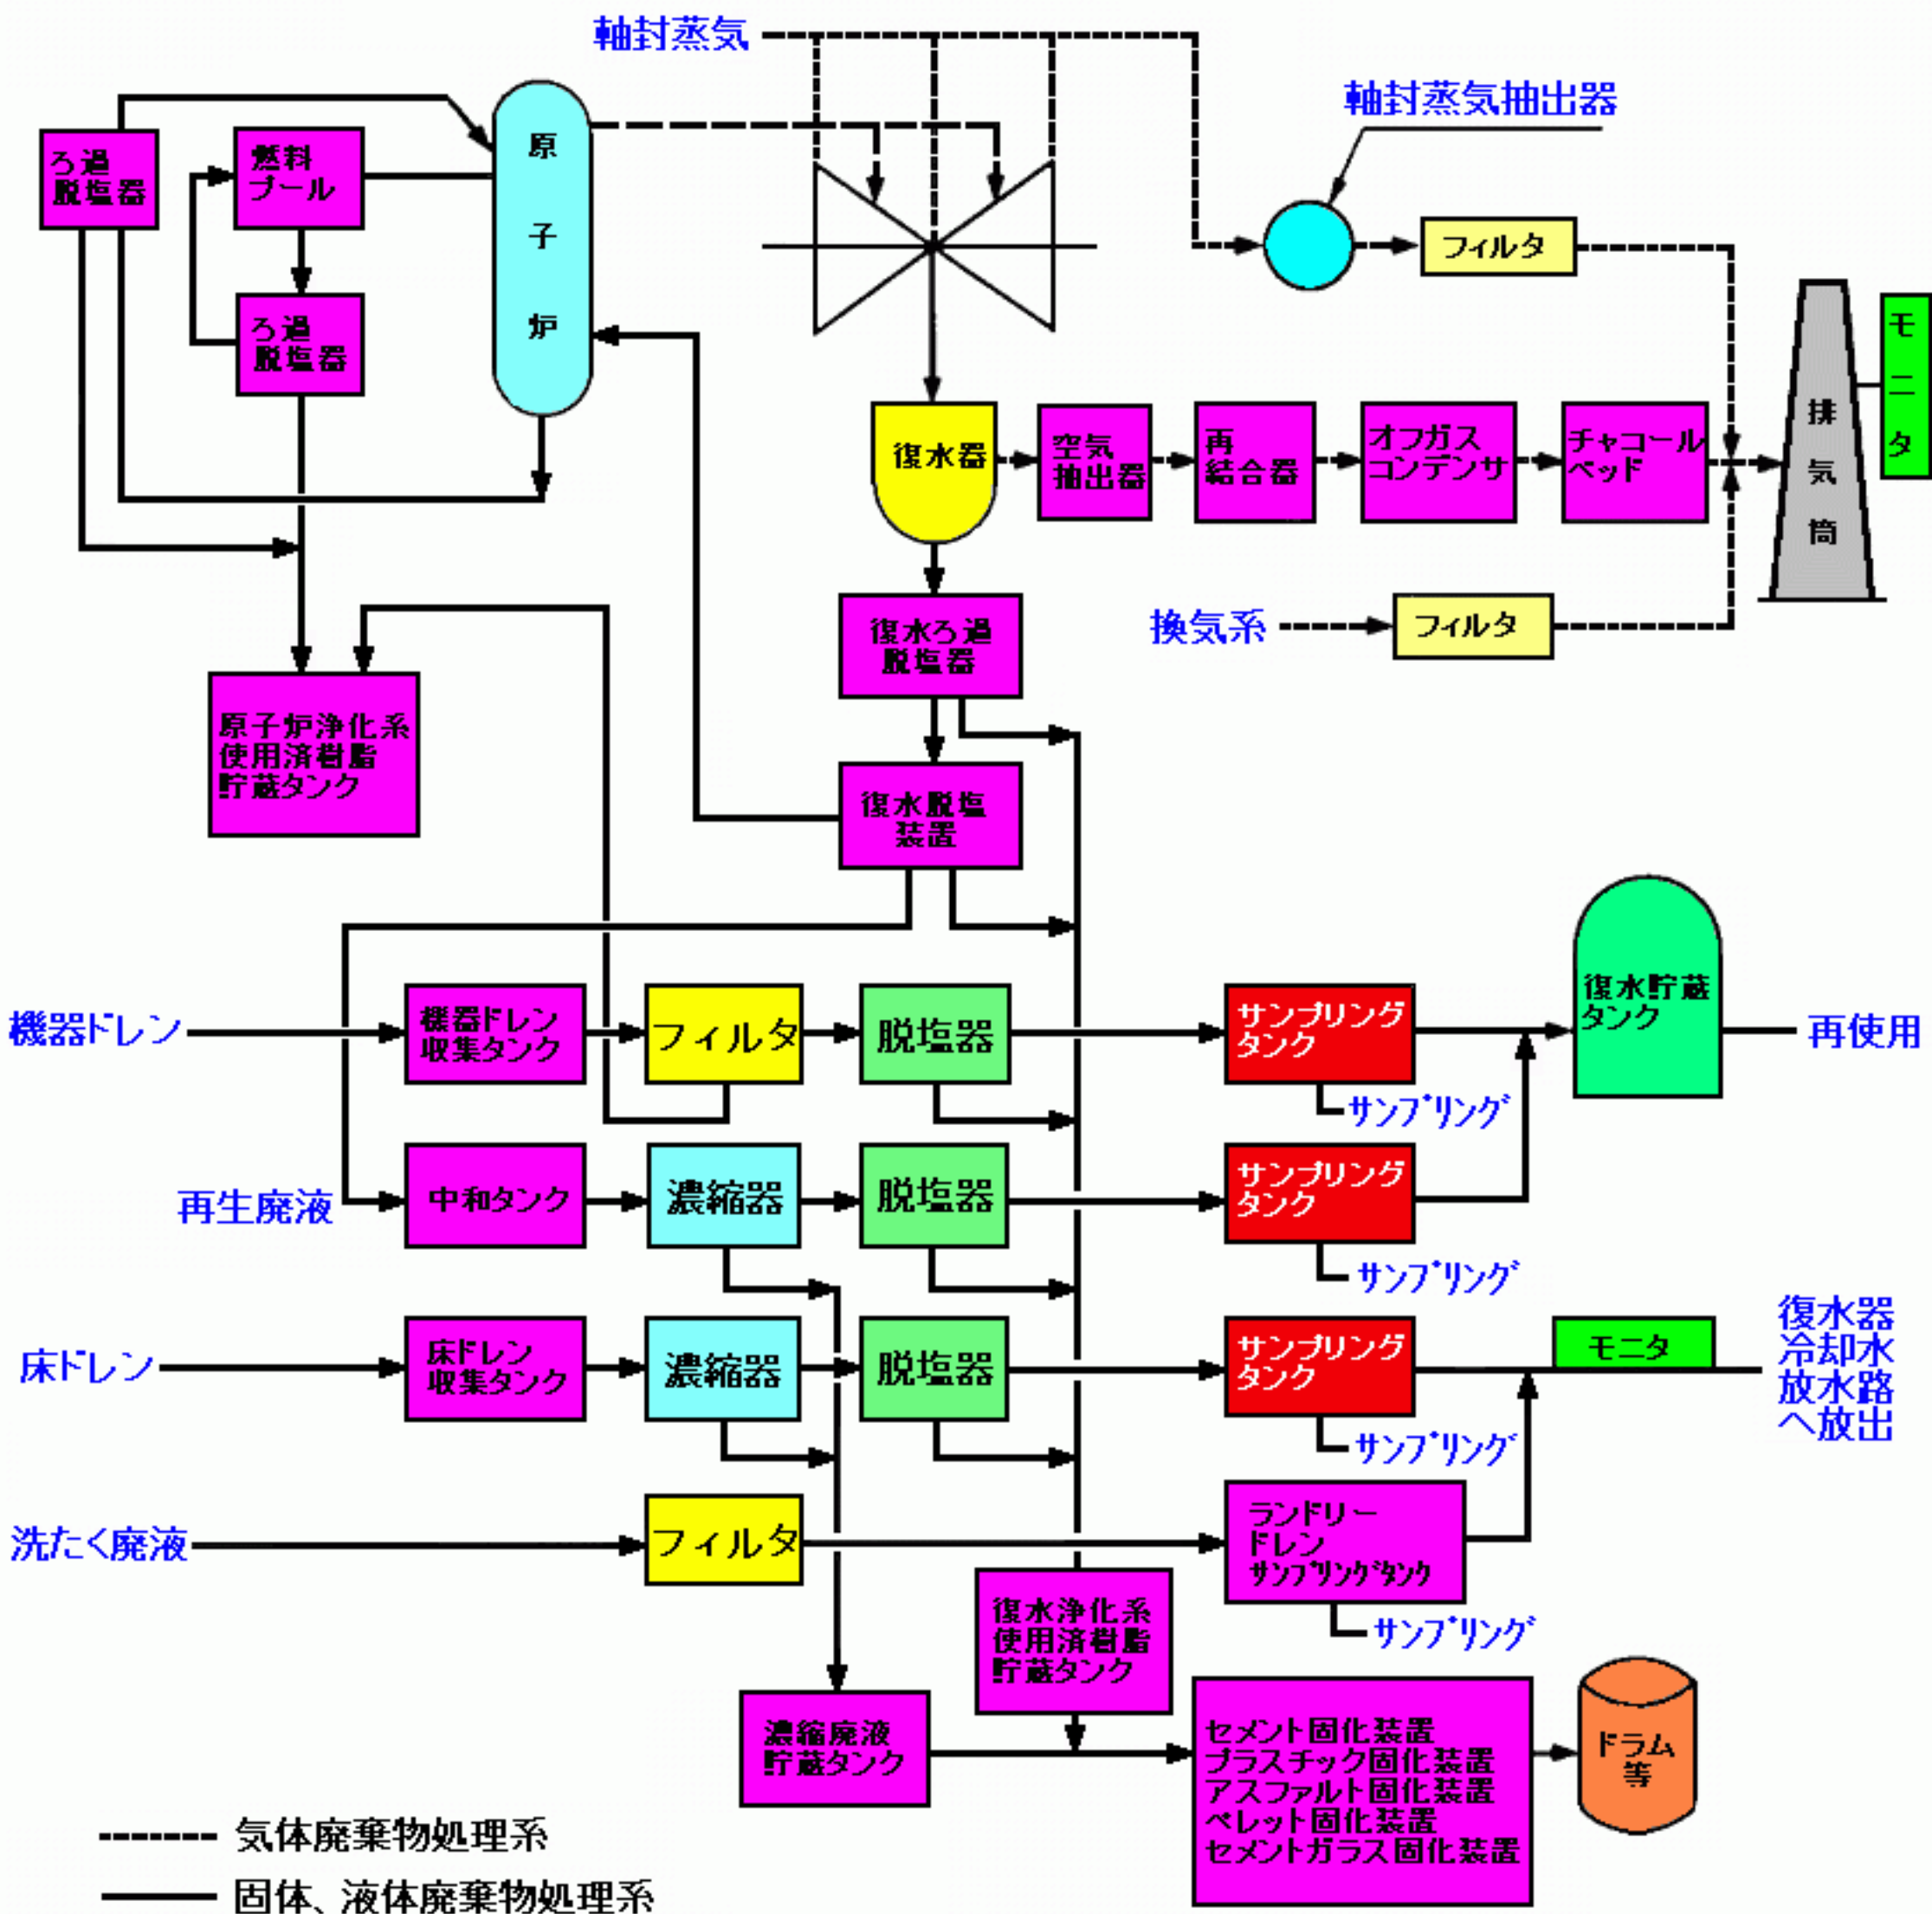 軸封蒸気
軸封蒸気抽出器
ろ過
脱塩器
燃料
プール
原子炉
ろ過
脱塩器
フィルタ
モニタ
排気筒
復水器
空気
抽出器
再
結合器
オフガス
コンデンサ
チャコール
ベッド
換気系
フィルタ
復水ろ過
脱塩器
原子炉浄化系
使用済樹脂
貯蔵タンク
復水脱塩
装置
機器ドレン
機器ドレン
収集タンク
フィルタ
脱塩器
サンプリング
タンク
サンプリング
復水貯蔵
タンク
再使用
再生廃液
中和タンク
濃縮器
脱塩器
サンプリング
タンク
サンプリング
床ドレン
床ドレン
収集タンク
濃縮器
脱塩器
サンプリング
タンク
サンプリング
モニタ
復水器
冷却水
放水路
へ放出
洗たく廃液
フィルタ
ランドリー
ドレン
サンプリングタンク
サンプリング
復水浄化系
使用済樹脂
貯蔵タンク
濃縮廃液
貯蔵タンク
セメント固化装置
プラスチック固化装置
アスファルト固化装置
ペレット固化装置
セメントガラス固化装置
ドラム
等
気体廃棄物処理系
固体、液体廃棄物処理系